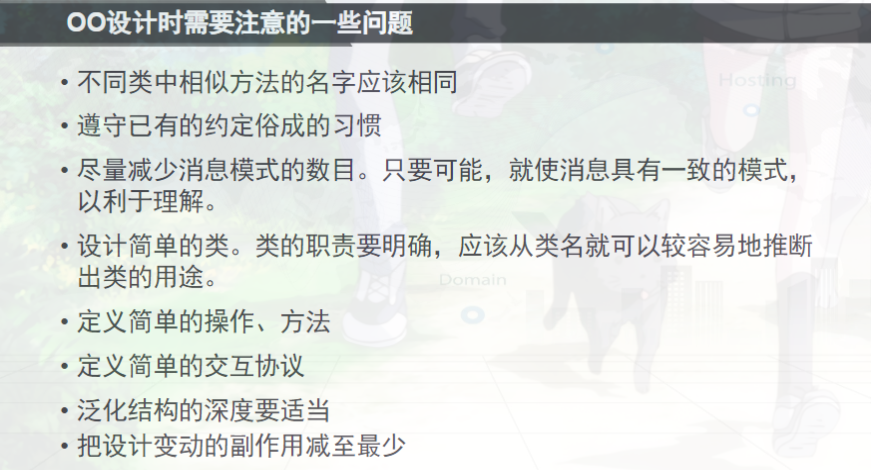 OO设计时需要注意的一些问题
• 不同类中相似方法的名字应该相同
Hosting
• 遵守已有的约定俗成的习惯
• 尽量减少消息模式的数目。只要可能，就使消息具有一致的模式，
以利于理解。
• 设计简单的类。类的职责要明确，应该从类名就可以较容易地推断
出类的用途。
Domain
• 定义简单的操作、方法
• 定义简单的交互协议
• 泛化结构的深度要适当
• 把设计变动的副作用减至最少